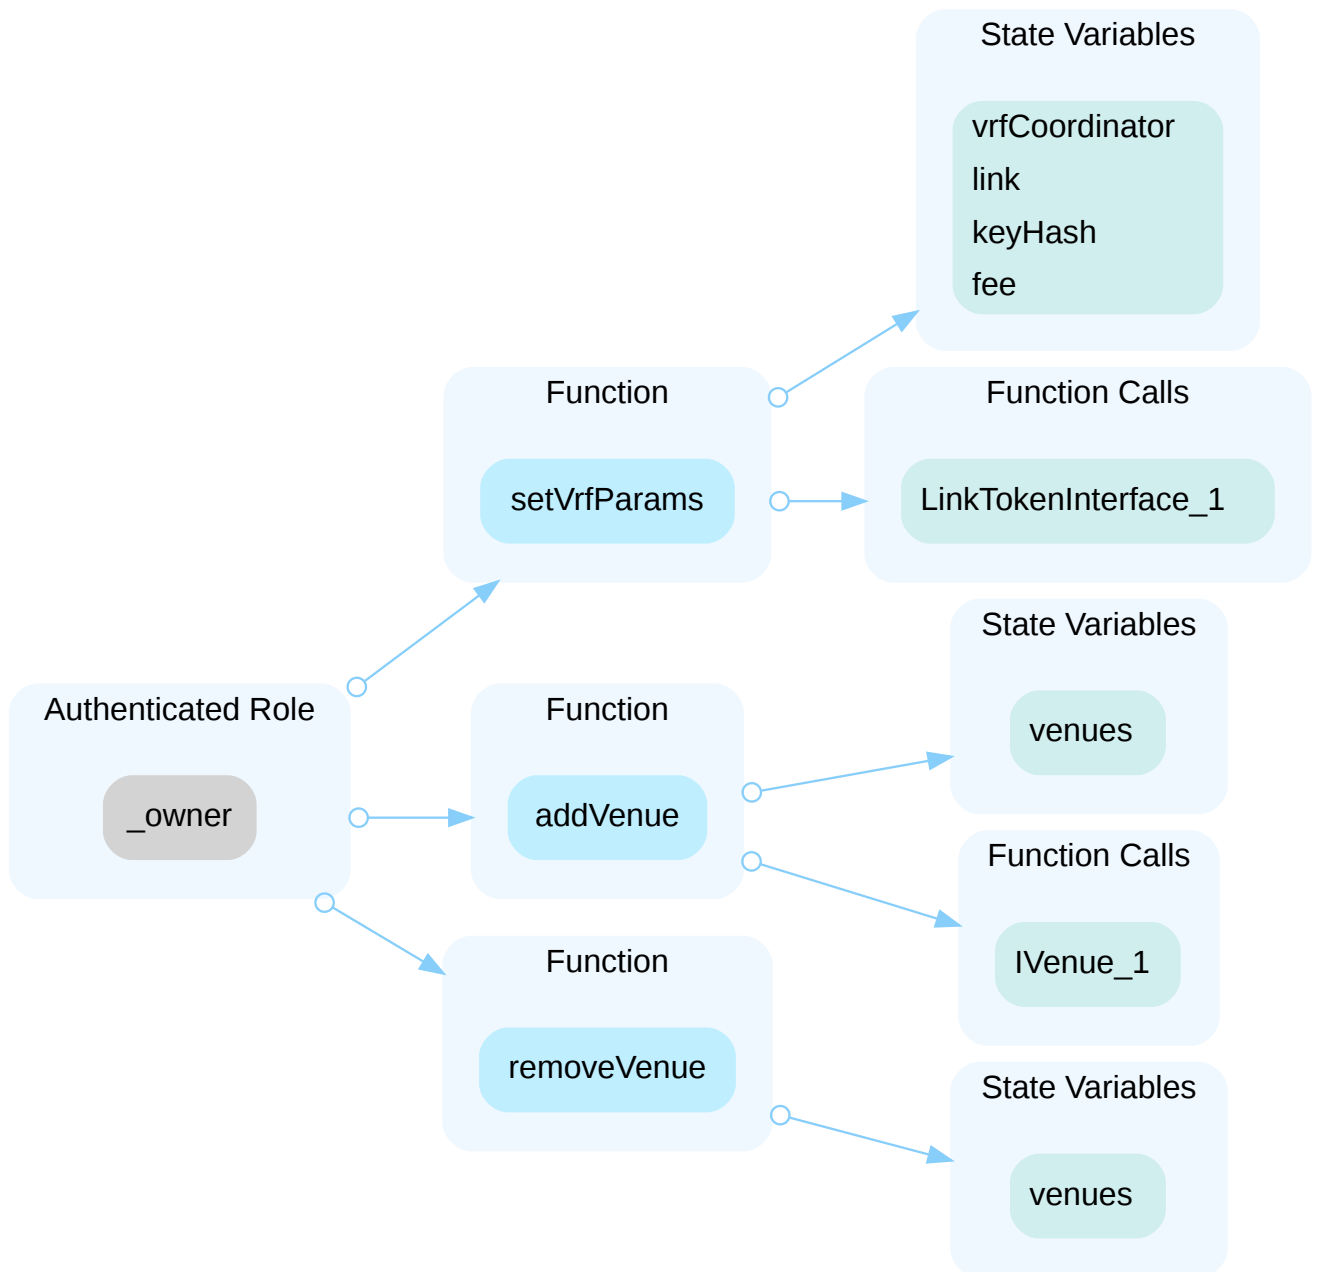 State Variables
vrfCoordinator
link
keyHash
fee
Function
setVrfParams
Function Calls
LinkTokenInterface_1
Authenticated Role
_owner
Function
addVenue
State Variables
venues
Function Calls
IVenue_1
Function
removeVenue
State Variables
venues